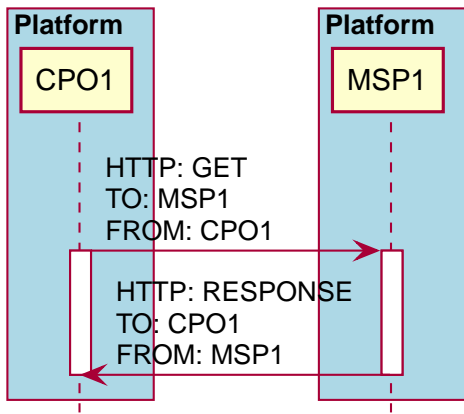 Platform
Platform
CPO1
MSP1
HTTP: GET
TO: MSP1
FROM: CPO1
HTTP: RESPONSE
TO: CPO1
FROM: MSP1